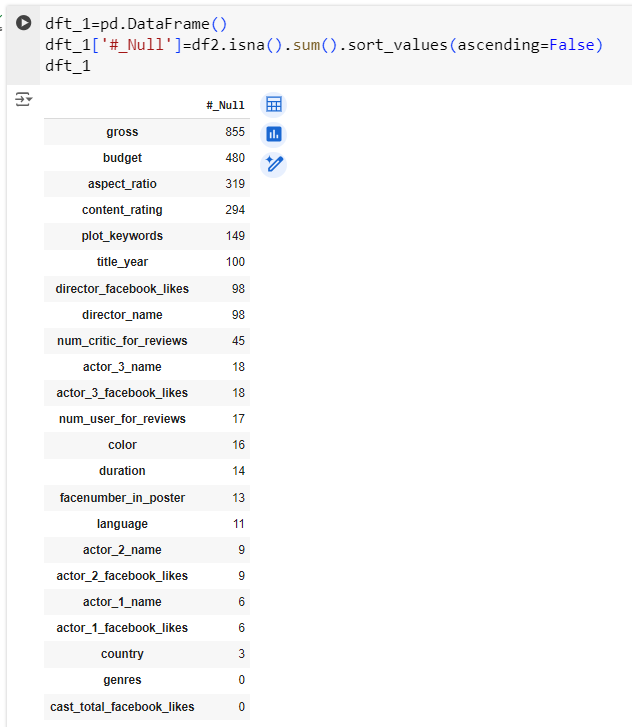 dft_1=pd.DataFrame()
dft_1['#_Null']=df2.isna().sum().sort_values(ascending=False)
dft_1
#_Null
gross 855
budget 480
aspect_ratio 319
content_rating 294
plot_keywords 149
title_year 100
director_facebook_likes 98
director_name 98
num_critic_for_reviews 45
actor_3_name 18
actor_3_facebook_likes 18
num_user_for_reviews 17
color 16
duration 14
facenumber_in_poster 13
language 11
actor_2_name 9
actor_2_facebook_likes 9
actor_1_name 6
actor_1_facebook_likes 6
country 3
genres 0
cast_total_facebook_likes 0